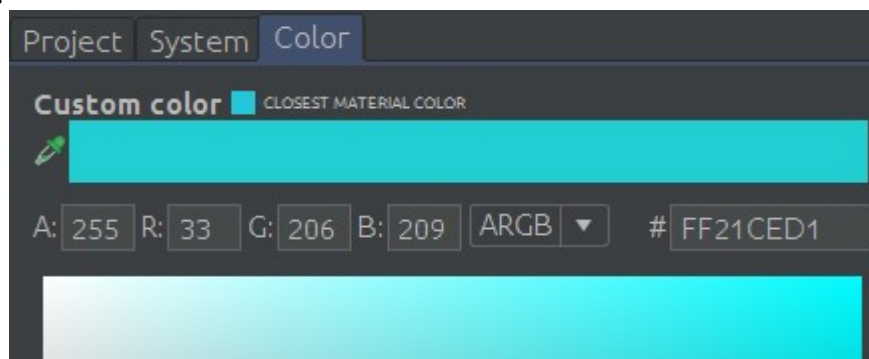 Project System Color
Custom color CLOSEST MATERIAL COLOR
A: 255 R: 33 G: 206 B: 209 ARGB # FF21CED1